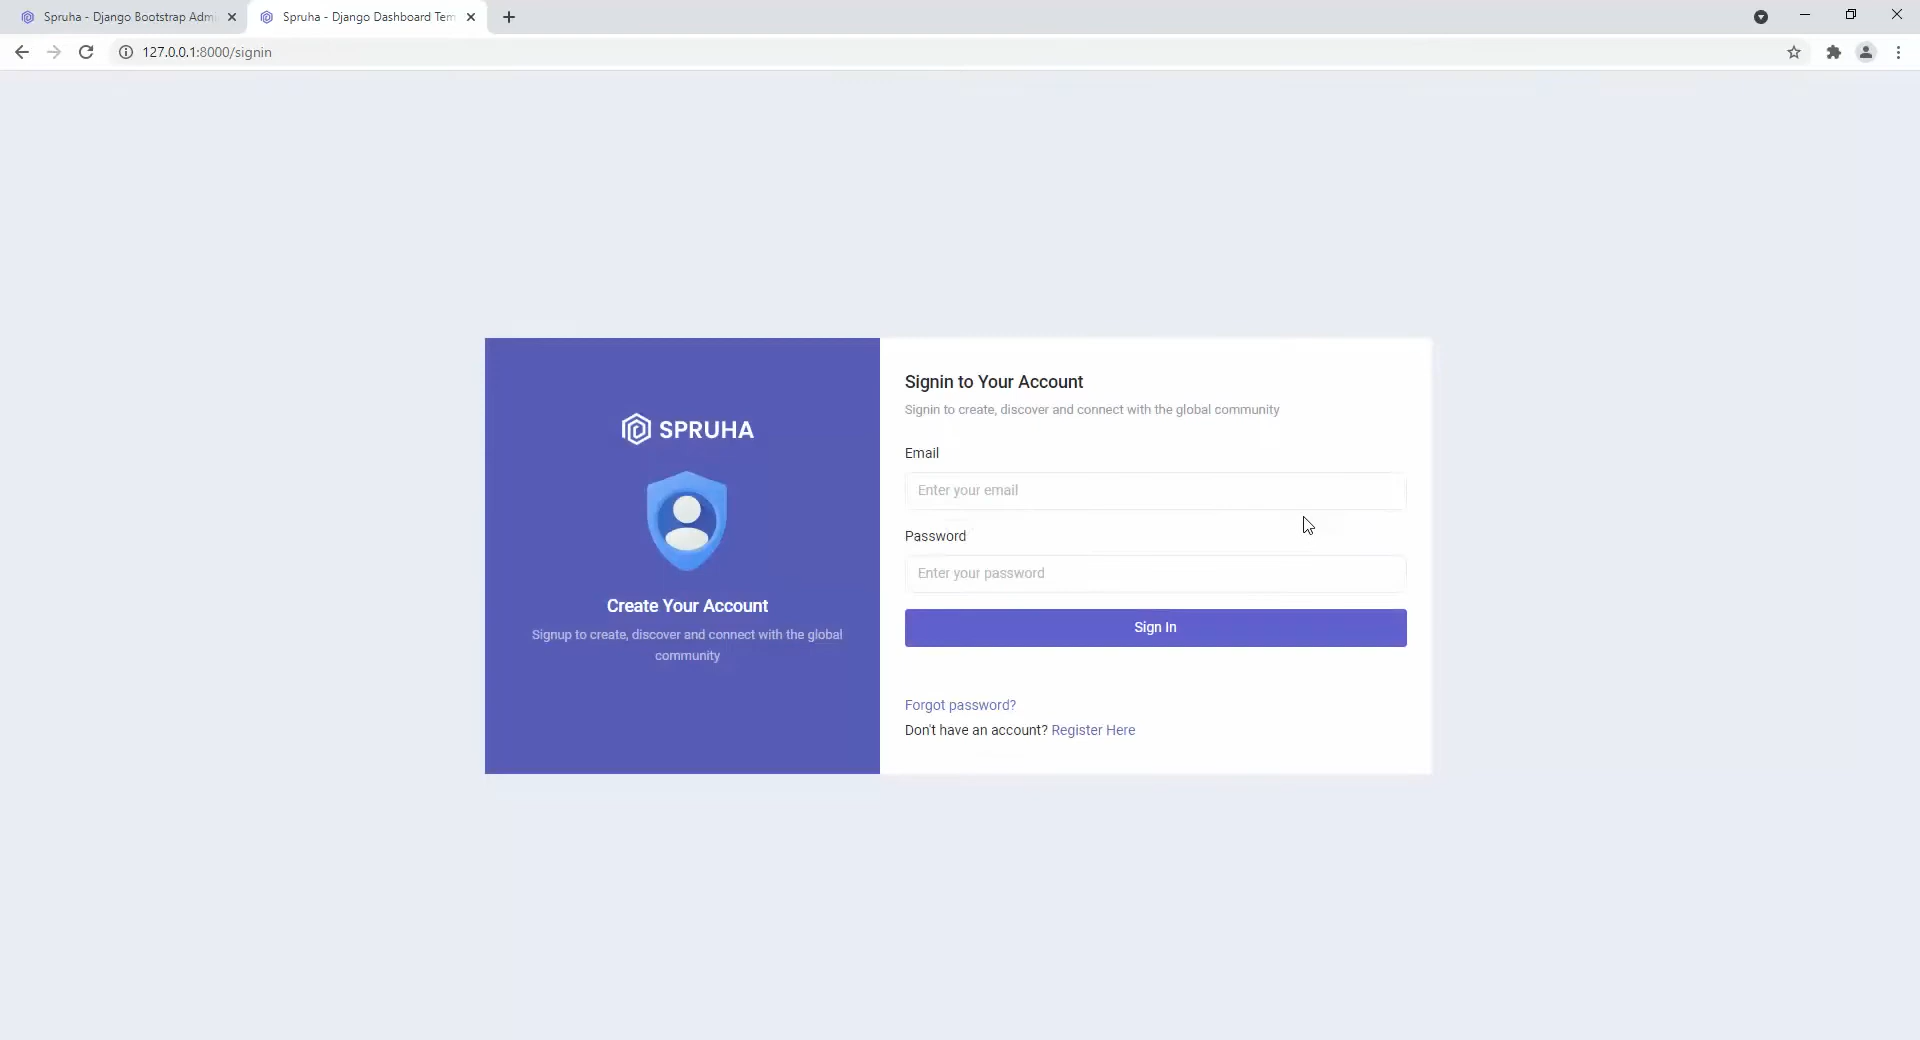 Spruha - Django Bootstrap Adm
Spruha - Django Dashboard Tem
127.0.0.1:8000/signin
SPRUHA
Create Your Account
Signup to create, discover and connect with the global
community
Signin to Your Account
Signin to create, discover and connect with the global community
Email
Enter your email
Password
Enter your password
Sign In
Forgot password?
Don't have an account? Register Here